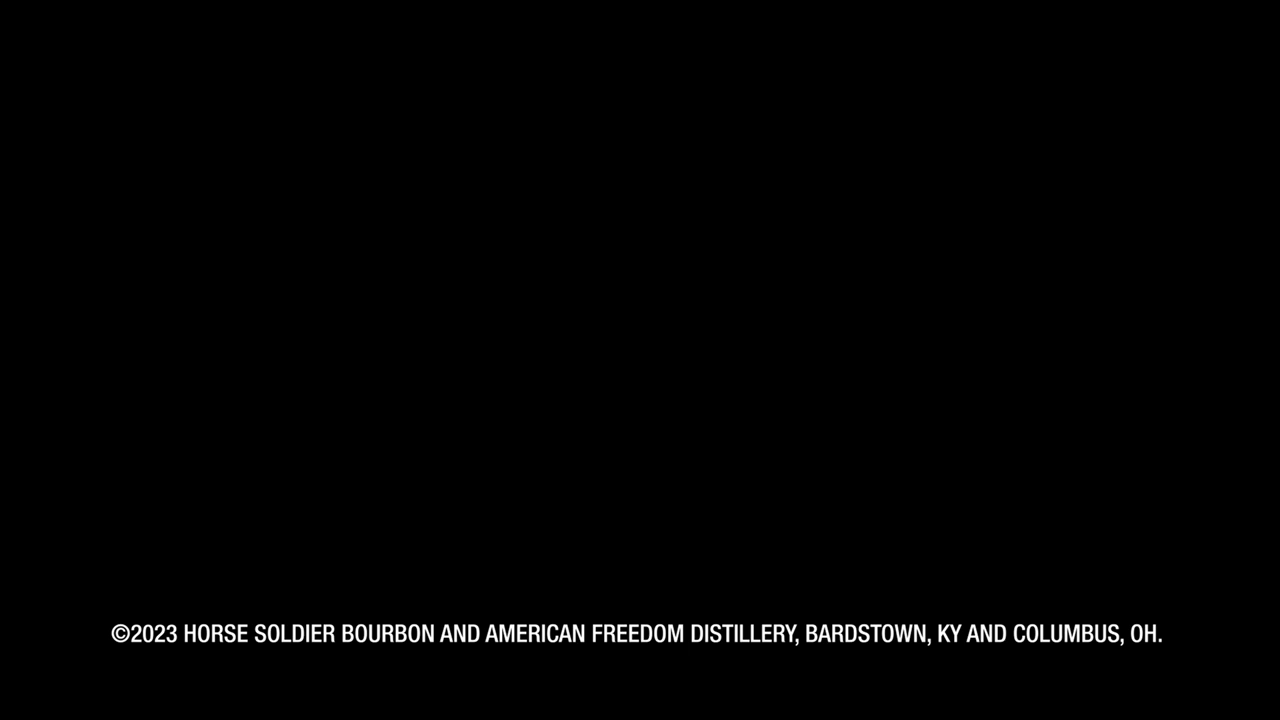 ©2023 HORSE SOLDIER BOURBON AND AMERICAN FREEDOM DISTILLERY, BARDSTOWN, KY AND COLUMBUS, OH.